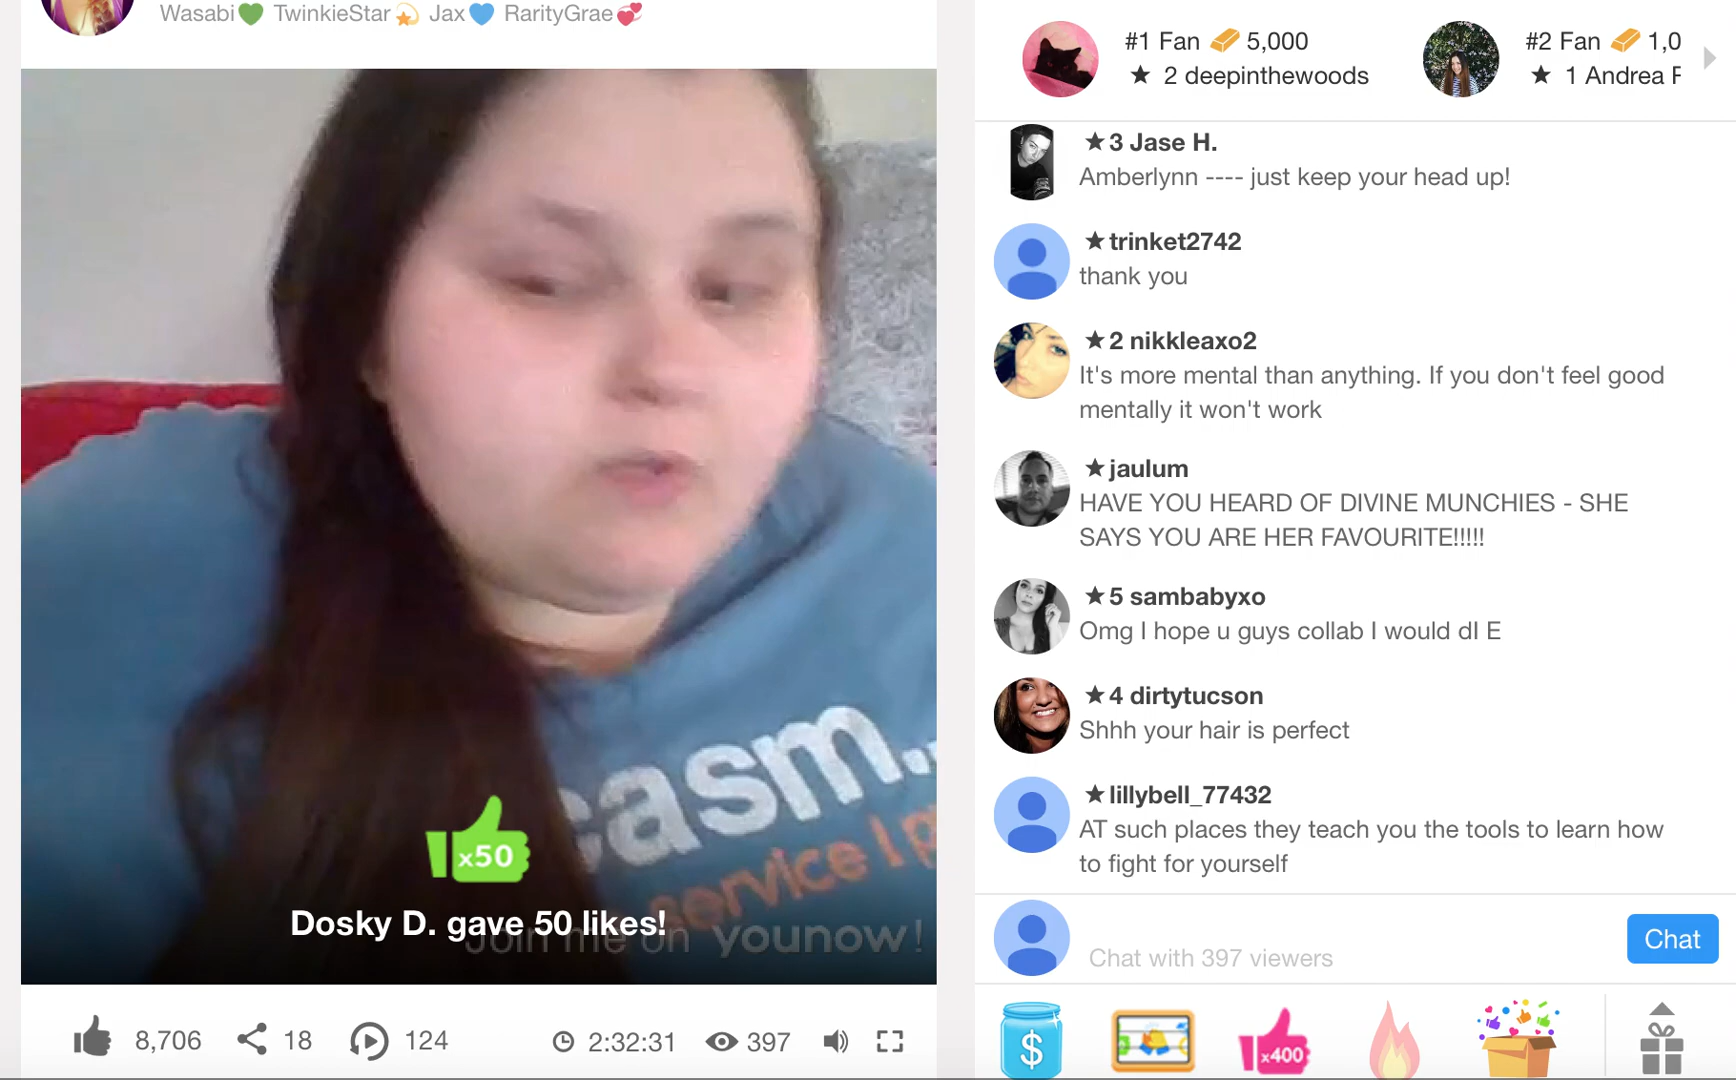 Wasabi💚 TwinkieStar💫 Jax💙 RarityGrae💞
#1 Fan 5,000
★ 2 deepinthewoods
#2 Fan 1,0
★ 1 Andrea F
★3 Jase H.
Amberlynn ---- just keep your head up!
★trinket2742
thank you
★2 nikkleaxo2
It's more mental than anything. If you don't feel good
mentally it won't work
★jaulum
HAVE YOU HEARD OF DIVINE MUNCHIES - SHE
SAYS YOU ARE HER FAVOURITE!!!!!
★5 sambabyxo
Omg I hope u guys collab I would dI E
★4 dirtytucson
Shhh your hair is perfect
★lillybell_77432
AT such places they teach you the tools to learn how
to fight for yourself
casm.
service I p
x50
Dosky D. gave 50 likes!
Join me on younow!
Chat with 397 viewers
Chat
8,706 18 124 2:32:31 397
$
x400